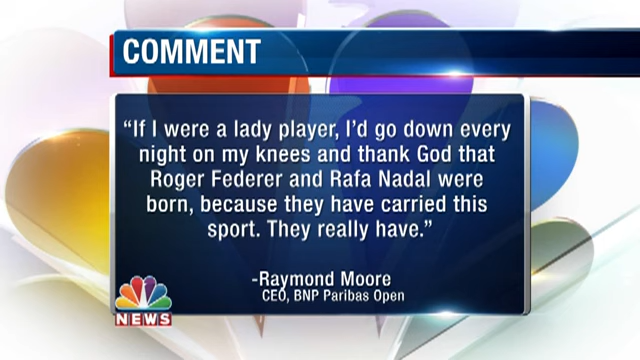 COMMENT
“If I were a lady player, I’d go down every
night on my knees and thank God that
Roger Federer and Rafa Nadal were
born, because they have carried this
sport. They really have.”
-Raymond Moore
CEO, BNP Paribas Open
NEWS